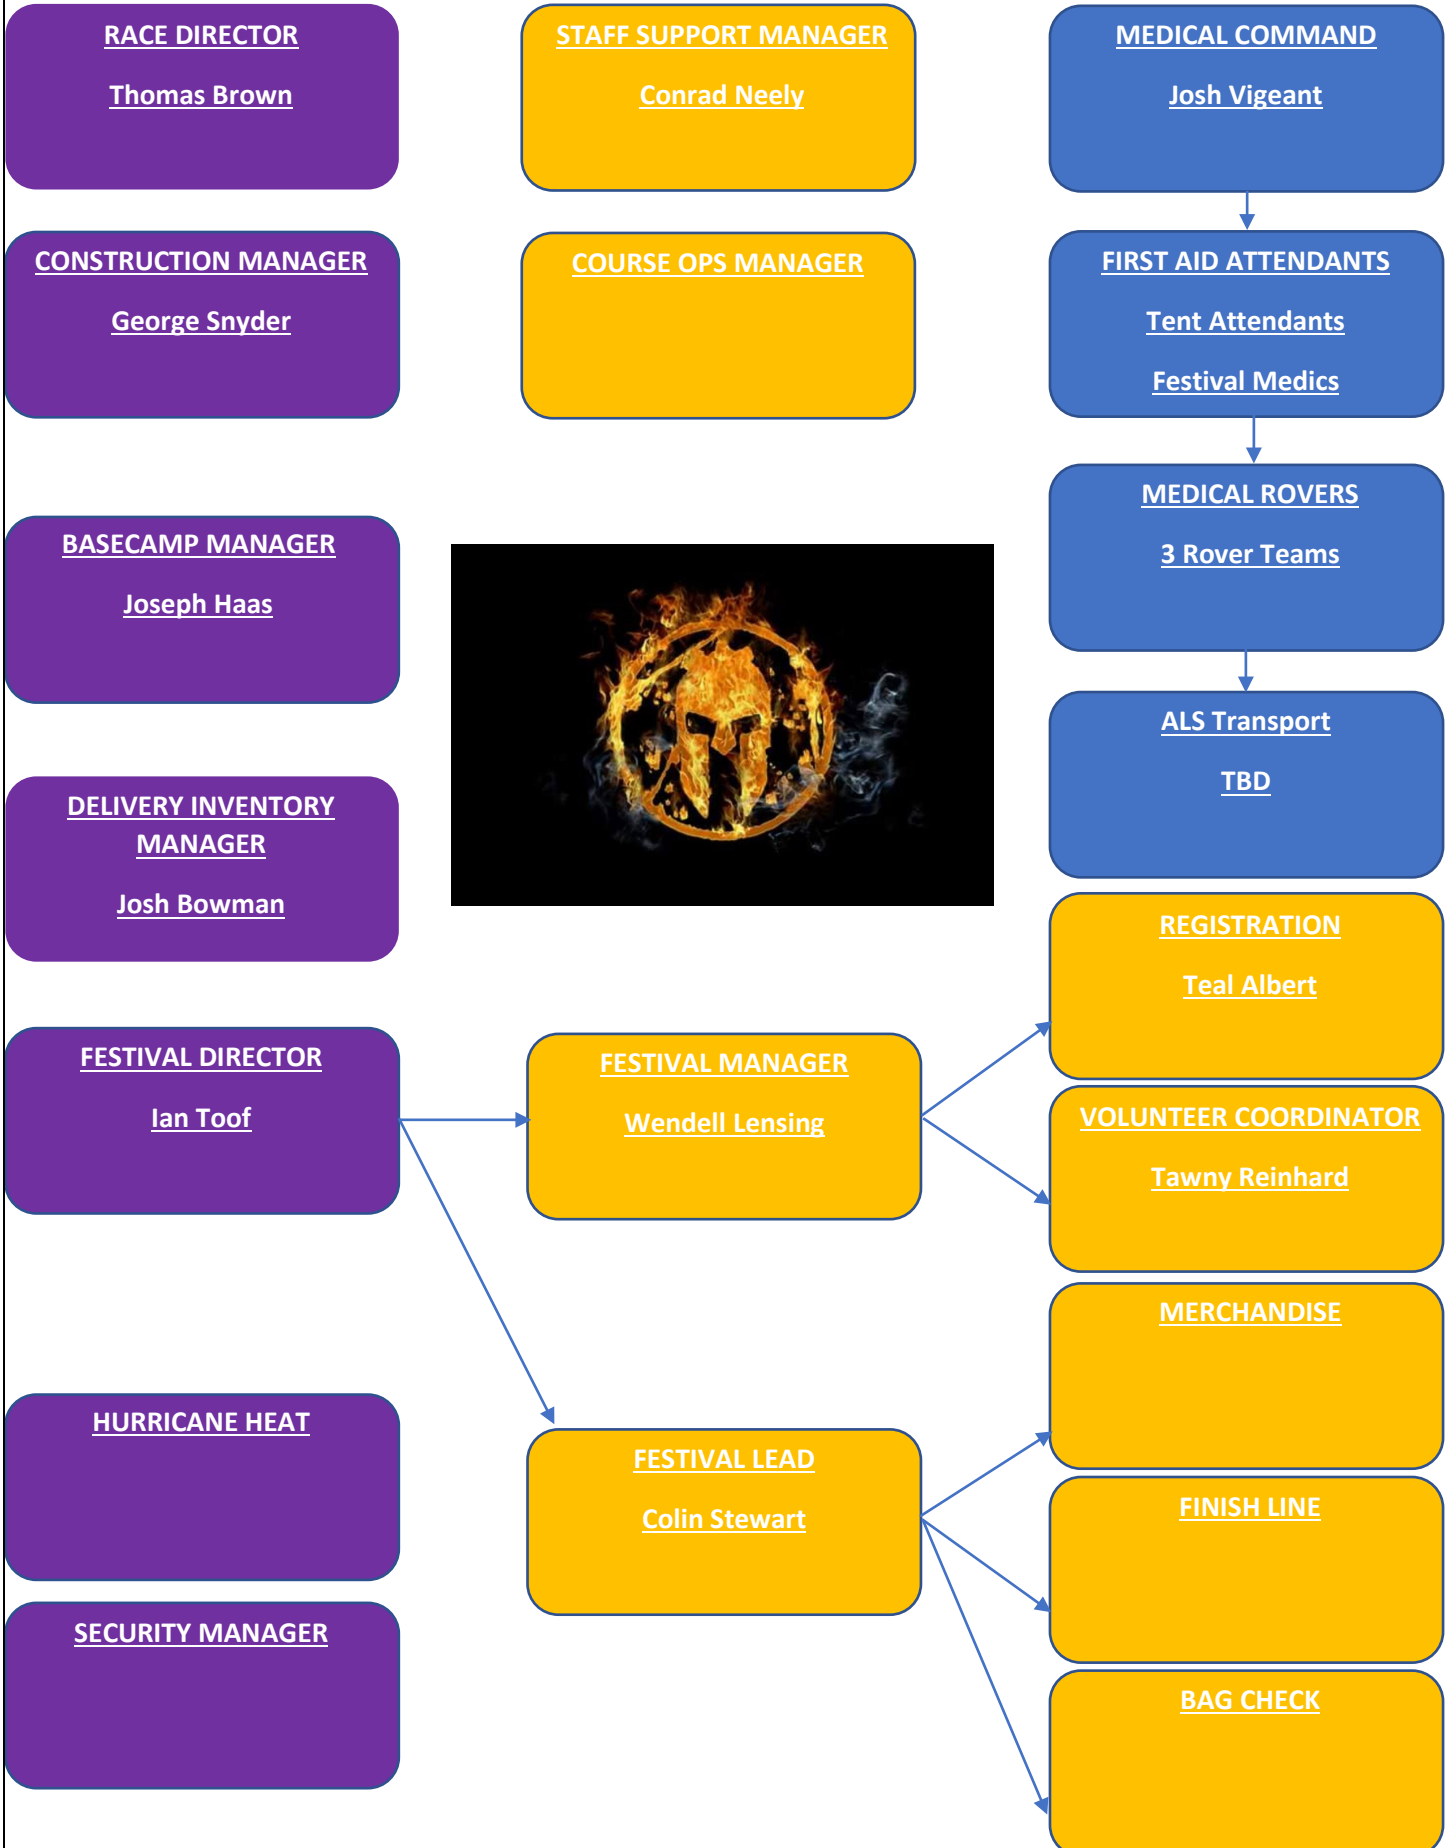 RACE DIRECTOR
Thomas Brown
STAFF SUPPORT MANAGER
Conrad Neely
MEDICAL COMMAND
Josh Vigeant
CONSTRUCTION MANAGER
George Snyder
COURSE OPS MANAGER
FIRST AID ATTENDANTS
Tent Attendants
Festival Medics
BASECAMP MANAGER
Joseph Haas
MEDICAL ROVERS
3 Rover Teams
DELIVERY INVENTORY
MANAGER
Josh Bowman
ALS Transport
TBD
REGISTRATION
Teal Albert
FESTIVAL DIRECTOR
Ian Toof
FESTIVAL MANAGER
Wendell Lensing
VOLUNTEER COORDINATOR
Tawny Reinhard
MERCHANDISE
HURRICANE HEAT
FESTIVAL LEAD
Colin Stewart
FINISH LINE
SECURITY MANAGER
BAG CHECK